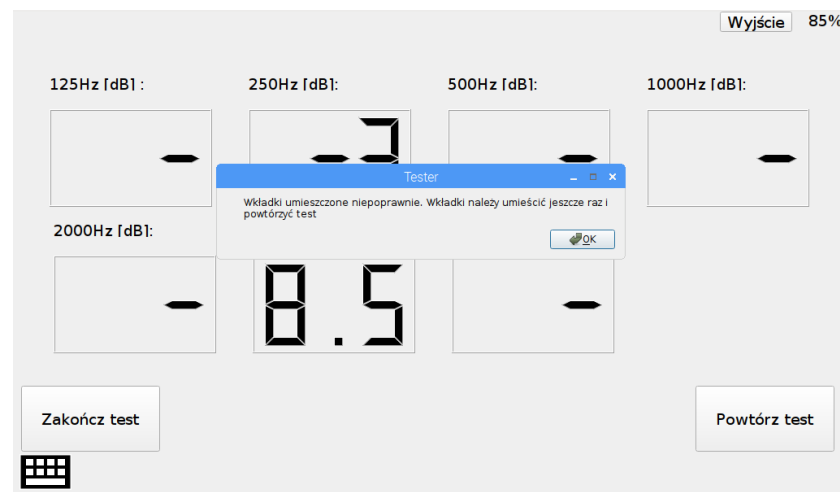 Wyjście 85%
125Hz [dB] : 250Hz [dB]: 500Hz [dB]: 1000Hz [dB]:
- -3 - -
Tester
Wkładki umieszczone niepoprawnie. Wkładki należy umieścić jeszcze raz i
powtórzyć test
OK
2000Hz [dB]:
- 8.5 -
Zakończ test Powtórz test